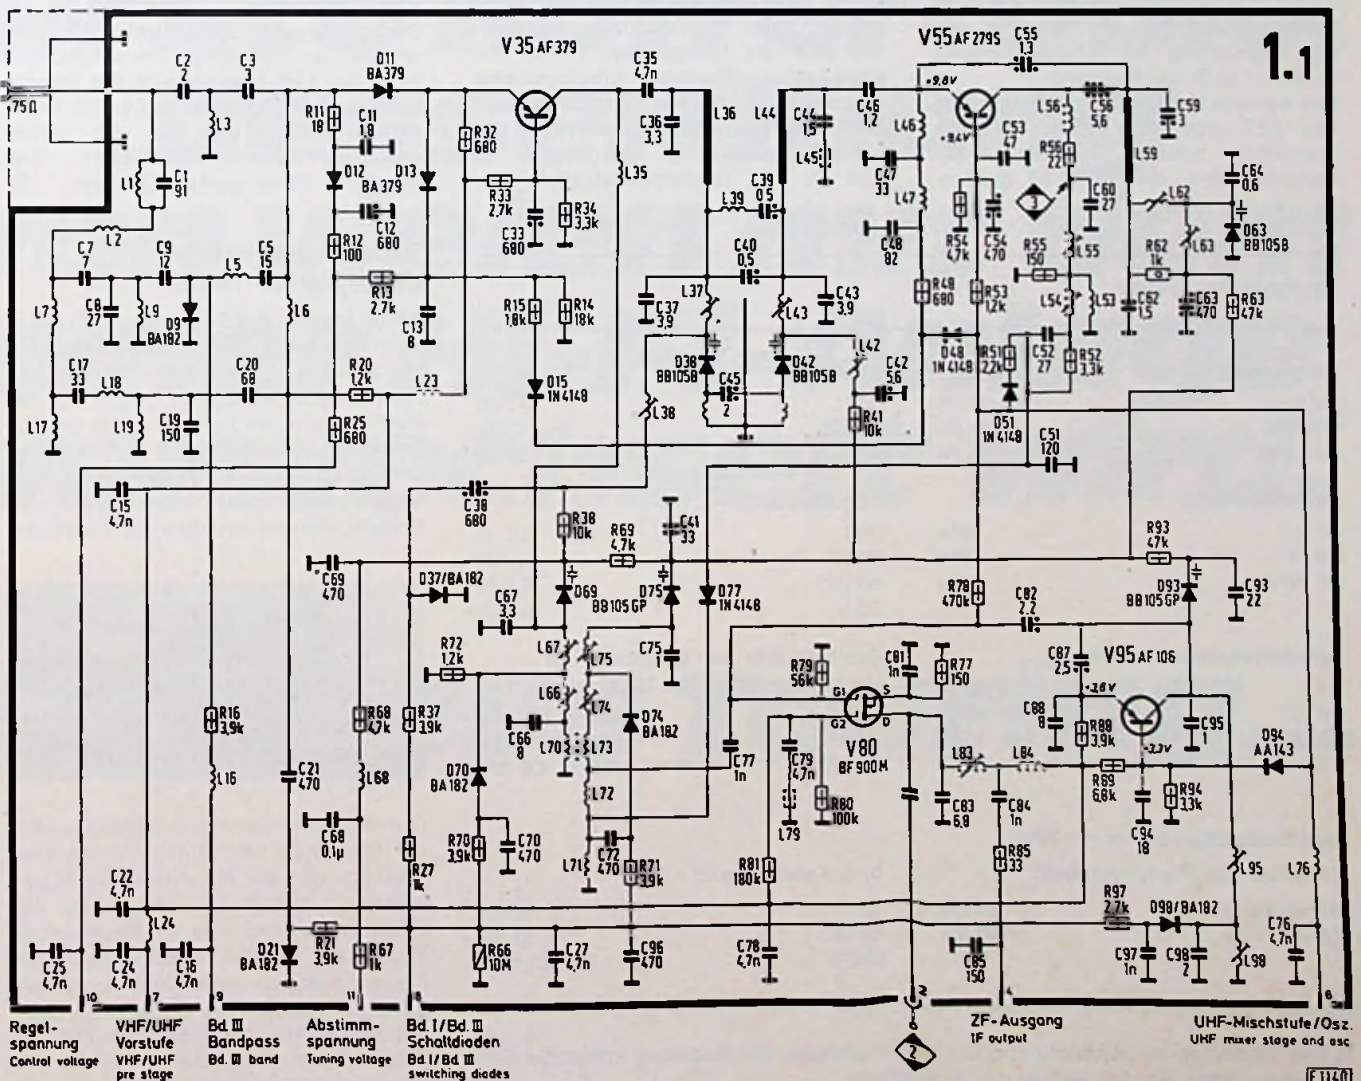 1.1
V35 AF379
V55 AF279S
C55
1,3
C2
2
C3
3
D11
BA379
C35
4,7n
75Ω
L3
R11
18
C11
1,8
R32
680
C36
3,3
L36
L44
C44
1,5
C46
1,2
+9,8V
L46
+9,4V
C53
47
L56
C56
5,6
C59
3
R56
22
L59
L1
C1
91
D12
BA379
D13
L35
L45
C47
33
C64
0,6
R33
2,7k
R34
3,3k
L39
C39
0,5
L47
3
C60
27
L62
L2
C12
680
C33
680
C48
82
R54
4,7k
C54
470
D63
BB105B
R12
100
C40
0,5
R55
150
L55
R62
1k
L63
C7
7
C9
12
L5
C5
15
R13
2,7k
L37
L43
C43
3,9
R48
680
R53
1,2k
L54
L53
C62
1,5
C63
470
R63
47k
L7
C8
27
L9
D9
BA182
L6
C13
8
R15
1,8k
R14
18k
C37
3,9
L42
D48
1N4148
R51
2,2k
C52
27
R52
3,3k
C17
33
L18
C20
68
R20
1,2k
L23
D15
1N4148
D38
BB105B
C45
2
D42
BB105B
C42
5,6
L38
R41
10k
D51
1N4148
L17
L19
C19
150
R25
680
C51
120
C15
4,7n
C38
680
R38
10k
R69
4,7k
C41
33
R93
47k
C69
470
D37/BA182
C67
3,3
D69
BB105GP
D75
D77
1N4148
R78
470k
C82
2,2
D93
BB105GP
C93
22
R72
1,2k
L67
L75
C75
1
R79
56k
C81
1n
R77
150
C87
2,5
V95 AF106
L66
L74
G1
S
G2
D
R16
3,9k
R68
4,7k
R37
3,9k
C66
8
D74
BA182
V80
BF900M
C88
8
R88
3,9k
C95
1
D94
AA143
L70
L73
C77
1n
C79
4,7n
L83
L84
L16
C21
470
L68
D70
BA182
L72
R80
100k
C83
6,8
C84
1n
R89
6,8k
R94
3,3k
C68
0,1µ
R70
3,9k
C70
470
L79
C94
18
C22
4,7n
R27
1k
L71
C72
470
R71
3,9k
R81
180k
R85
33
L95
L76
L24
R97
2,7k
D98/BA182
C25
4,7n
C24
4,7n
C16
4,7n
D21
BA182
R21
3,9k
R67
1k
R66
10M
C27
4,7n
C96
470
C78
4,7n
C85
150
C97
1n
C98
2
L98
C76
4,7n
10
7
9
11
8
2
4
6
Regel-
spannung
Control voltage
VHF/UHF
Vorstufe
VHF/UHF
pre stage
Bd. III
Bandpass
Bd. III band
Abstimm-
spannung
Tuning voltage
Bd. I / Bd. III
Schaltdioden
Bd. I / Bd. III
switching diodes
2
ZF-Ausgang
IF output
UHF-Mischstufe/Osz.
UHF mixer stage and osc.
F 1140